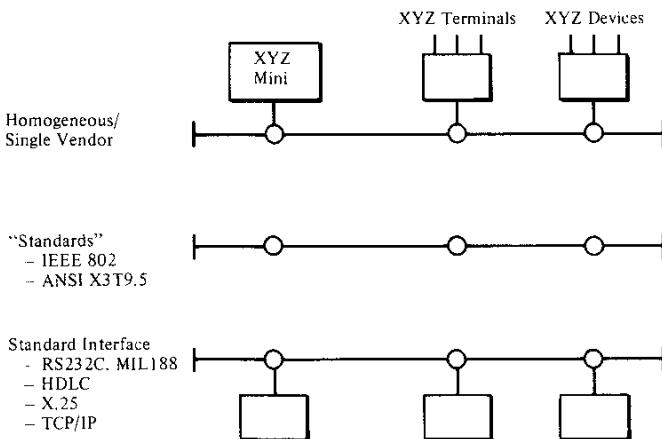 XYZ Terminals
XYZ Devices
XYZ
Mini
Homogeneous/
Single Vendor
“Standards”
– IEEE 802
– ANSI X3T9.5
Standard Interface
- RS232C. MIL188
– HDLC
– X.25
– TCP/IP